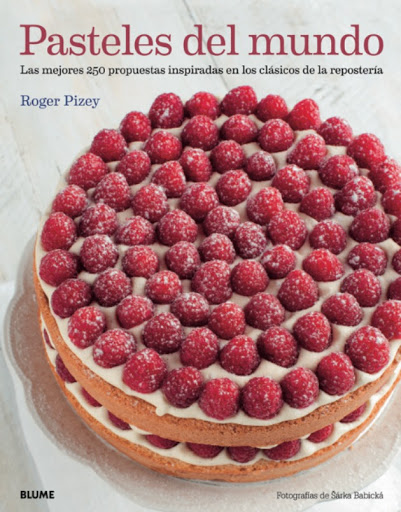 Pasteles del mundo
Las mejores 250 propuestas inspiradas en los clásicos de la repostería
Roger Pizey
BLUME
Fotografías de Šárka Babická